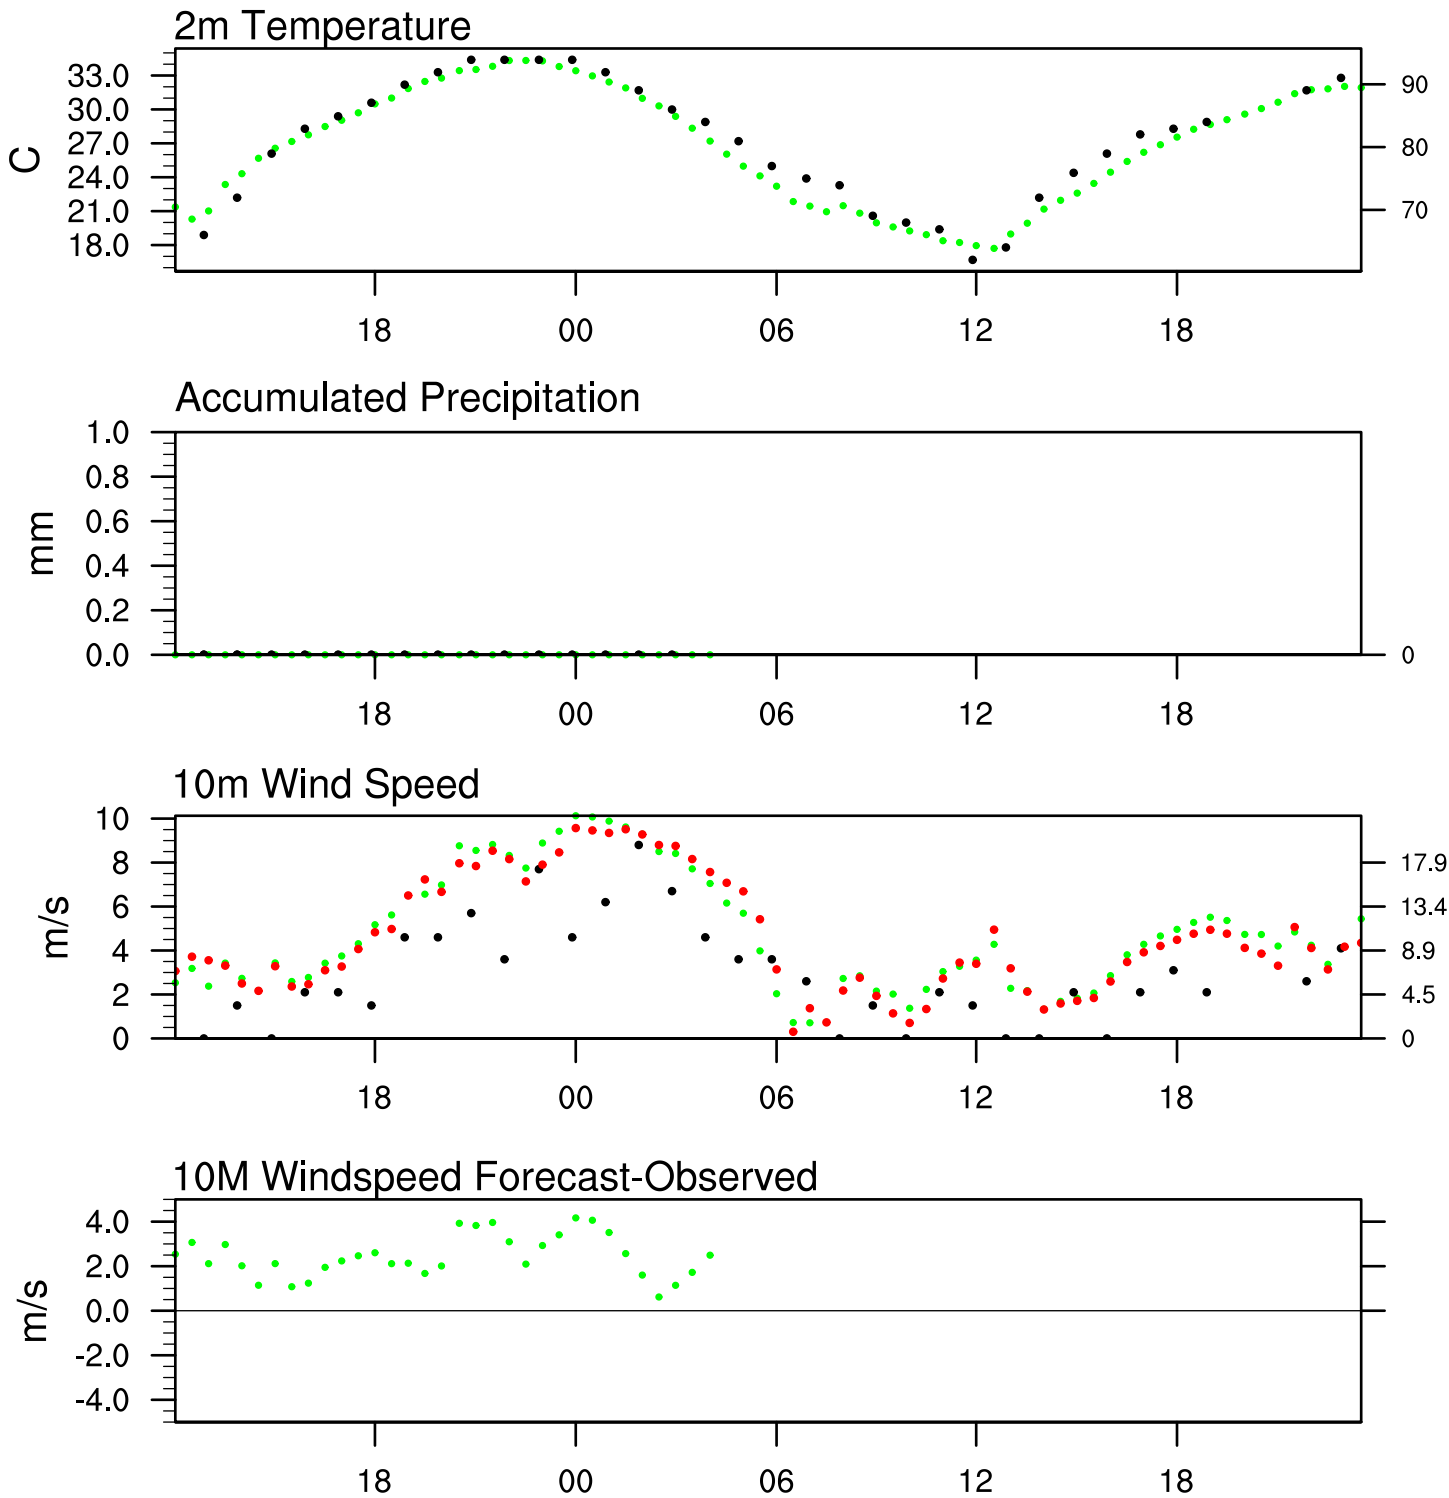 2m Temperature
33.0
30.0
27.0
24.0
21.0
18.0
C
90
80
70
18 00 06 12 18
Accumulated Precipitation
1.0
0.8
0.6
0.4
0.2
0.0
mm
0
18 00 06 12 18
10m Wind Speed
10
8
6
4
2
0
m/s
17.9
13.4
8.9
4.5
0
18 00 06 12 18
10M Windspeed Forecast-Observed
4.0
2.0
0.0
-2.0
-4.0
m/s
18 00 06 12 18